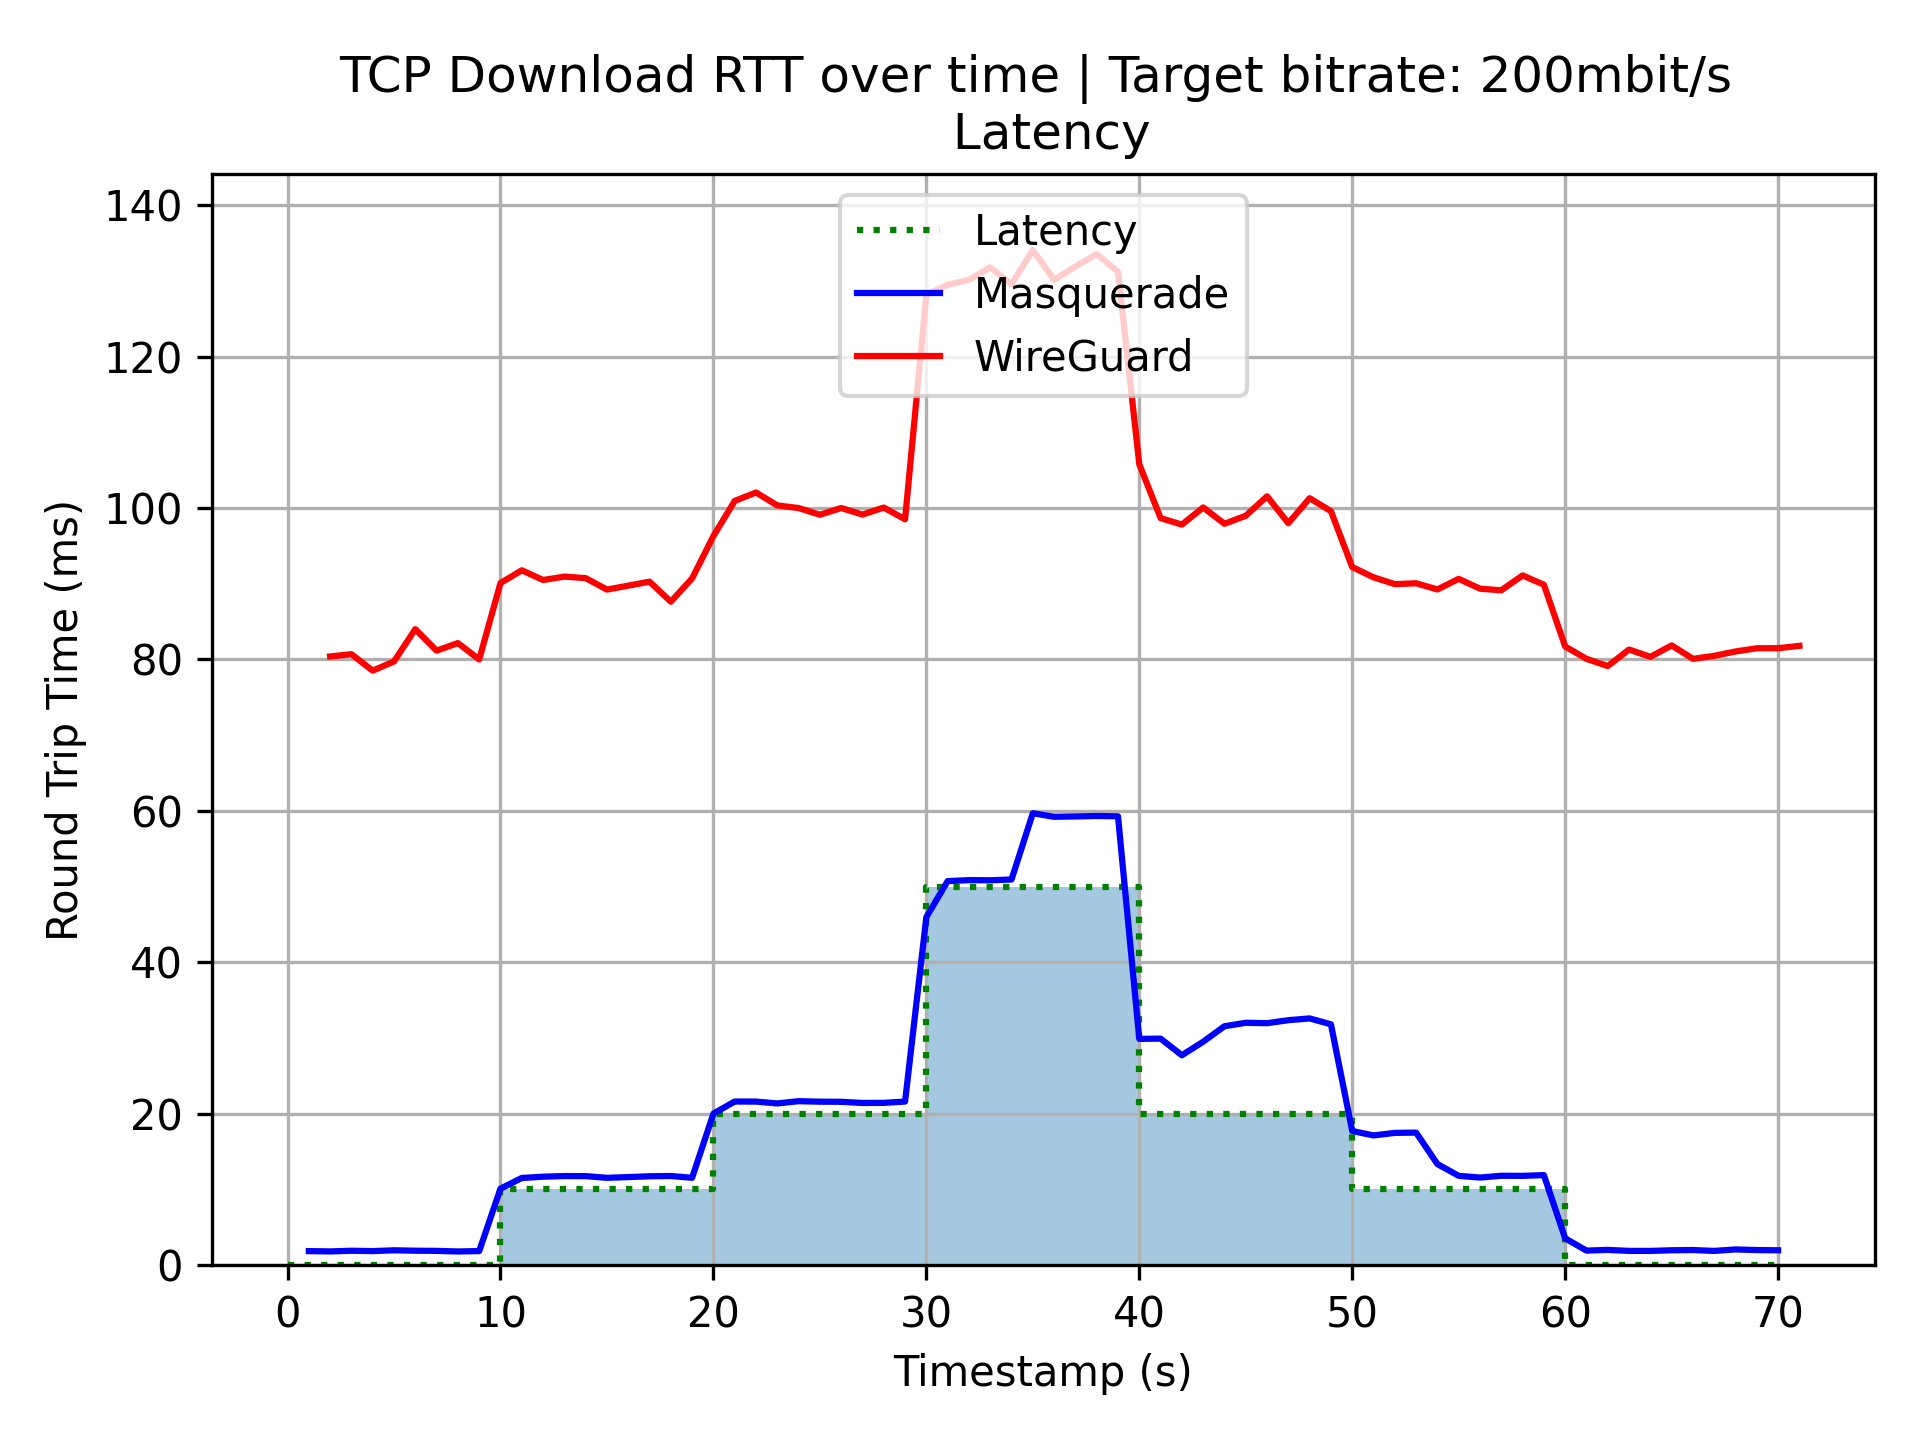 TCP Download RTT over time | Target bitrate: 200mbit/s
Latency
Latency
Masquerade
WireGuard
Round Trip Time (ms)
140
120
100
80
60
40
20
0
0 10 20 30 40 50 60 70
Timestamp (s)